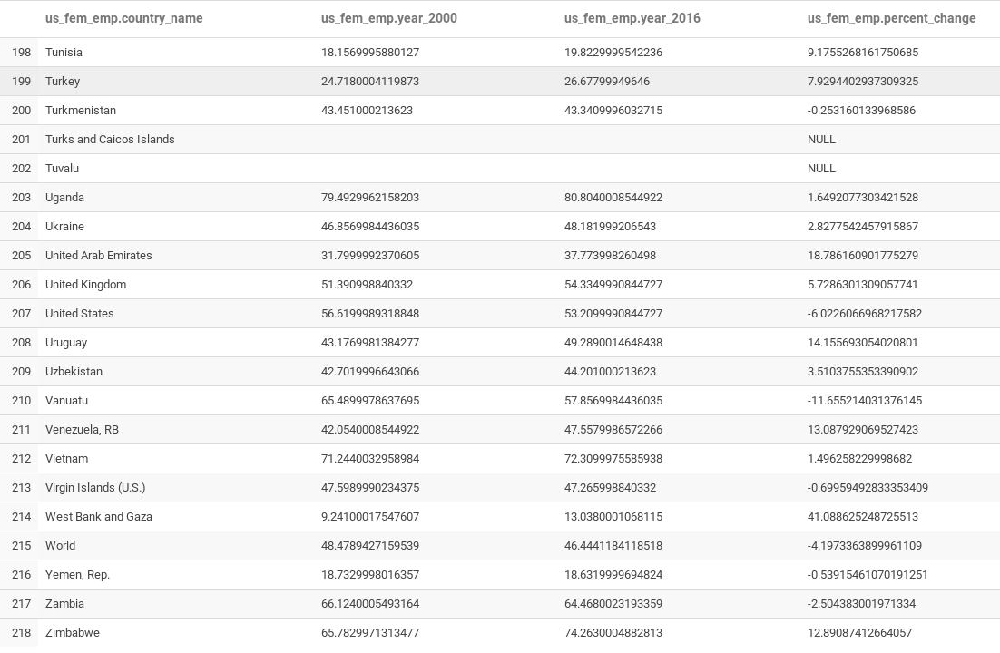 us_fem_emp.country_name us_fem_emp.year_2000 us_fem_emp.year_2016 us_fem_emp.percent_change
198 Tunisia 18.1569995880127 19.8229999542236 9.1755268161750685
199 Turkey 24.7180004119873 26.67799949646 7.9294402937309325
200 Turkmenistan 43.451000213623 43.3409996032715 -0.253160133968586
201 Turks and Caicos Islands NULL
202 Tuvalu NULL
203 Uganda 79.4929962158203 80.8040008544922 1.6492077303421528
204 Ukraine 46.8569984436035 48.181999206543 2.8277542457915867
205 United Arab Emirates 31.7999992370605 37.773998260498 18.786160901775279
206 United Kingdom 51.390998840332 54.3349990844727 5.7286301309057741
207 United States 56.6199989318848 53.2099990844727 -6.0226066968217582
208 Uruguay 43.1769981384277 49.2890014648438 14.155693054020801
209 Uzbekistan 42.7019996643066 44.201000213623 3.5103755353390902
210 Vanuatu 65.4899978637695 57.8569984436035 -11.655214031376145
211 Venezuela, RB 42.0540008544922 47.5579986572266 13.087929069527423
212 Vietnam 71.2440032958984 72.3099975585938 1.496258229998682
213 Virgin Islands (U.S.) 47.5989990234375 47.265998840332 -0.69959492833353409
214 West Bank and Gaza 9.24100017547607 13.0380001068115 41.088625248725513
215 World 48.4789427159539 46.4441184118518 -4.1973363899961109
216 Yemen, Rep. 18.7329998016357 18.6319999694824 -0.53915461070191251
217 Zambia 66.1240005493164 64.4680023193359 -2.504383001971334
218 Zimbabwe 65.7829971313477 74.2630004882813 12.89087412664057